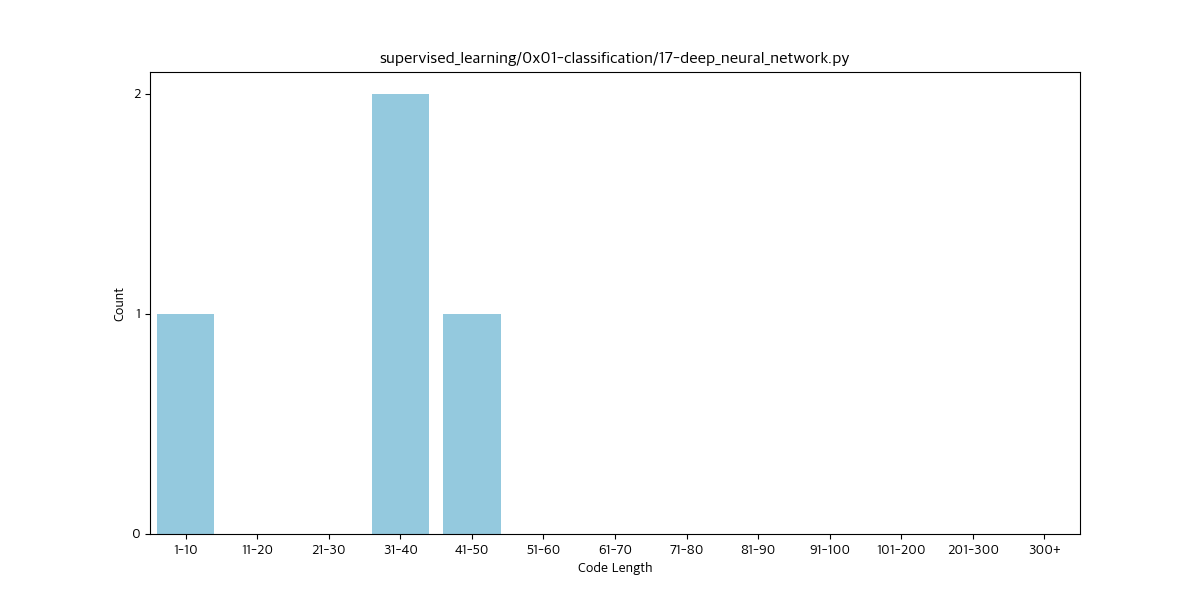 supervised_learning/0x01-classification/17-deep_neural_network.py
2
1
0
Count
1-10 11-20 21-30 31-40 41-50 51-60 61-70 71-80 81-90 91-100 101-200 201-300 300+
Code Length